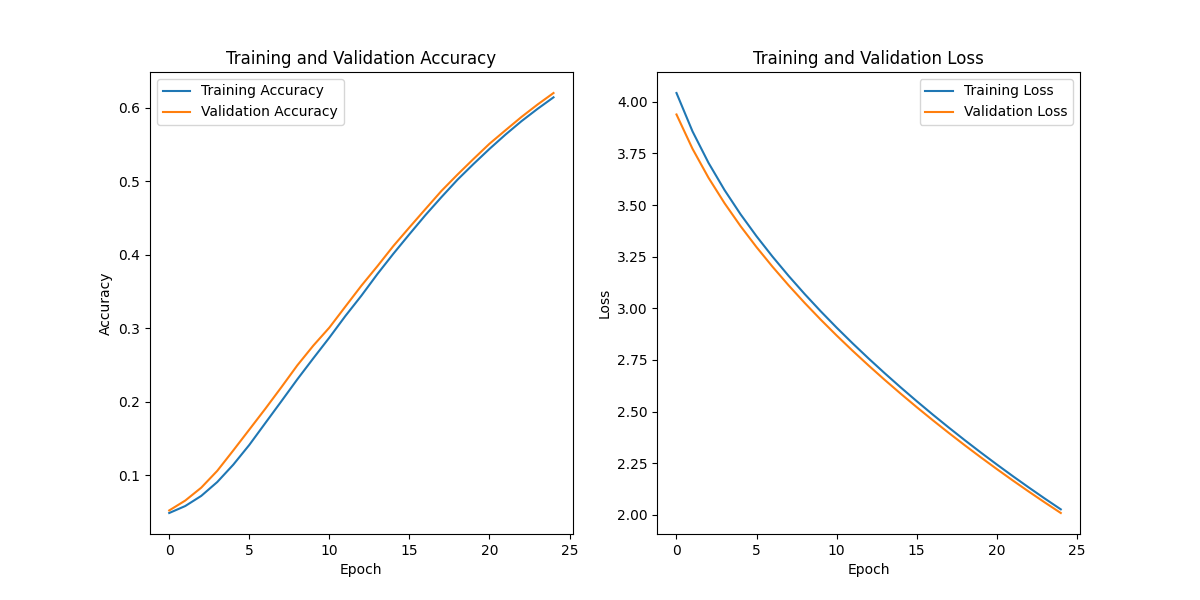 Training and Validation Accuracy
Training Accuracy
Validation Accuracy
0.6
0.5
0.4
0.3
0.2
0.1
Accuracy
0 5 10 15 20 25
Epoch
Training and Validation Loss
Training Loss
Validation Loss
4.00
3.75
3.50
3.25
3.00
2.75
2.50
2.25
2.00
Loss
0 5 10 15 20 25
Epoch